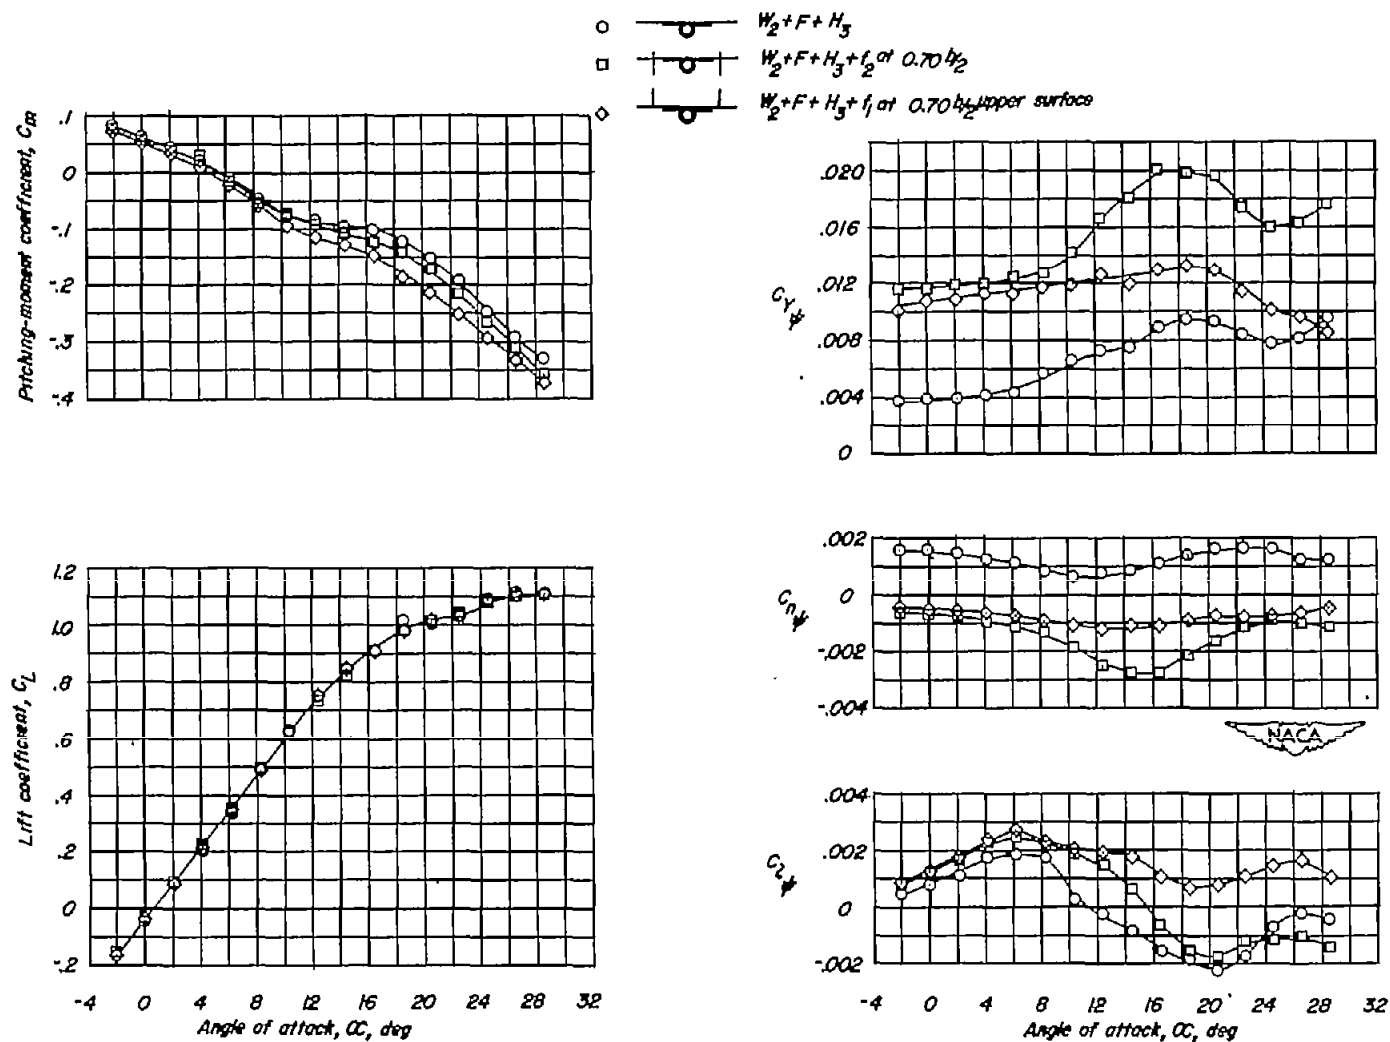 W₂+F+H₃
W₂+F+H₃+f₂ at 0.70 b/2
W₂+F+H₃+f₁ at 0.70 b/2 upper surface
Pitching-moment coefficient, Cm
.1
0
-.1
-.2
-.3
-.4
Lift coefficient, CL
1.2
1.0
.8
.6
.4
.2
0
-.2
-4 0 4 8 12 16 20 24 28 32
Angle of attack, α, deg
CYψ
.020
.016
.012
.008
.004
0
Cnψ
.002
0
-.002
-.004
NACA
Clψ
.004
.002
0
-.002
-4 0 4 8 12 16 20 24 28 32
Angle of attack, α, deg